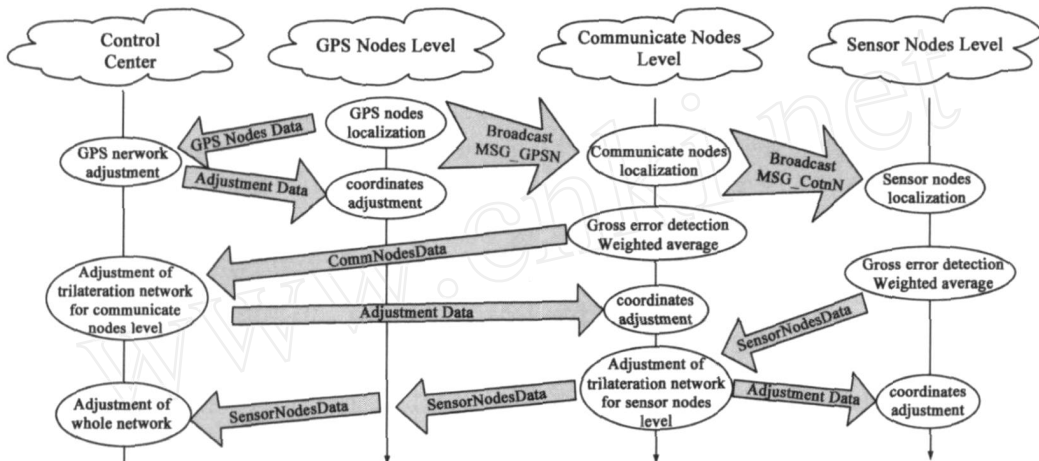 Control
Center
GPS Nodes Level
Communicate Nodes
Level
Sensor Nodes Level
GPS nodes
localization
GPS Nodes Data
Broadcast
MSG_GPSN
Communicate nodes
localization
Broadcast
MSG_CotnN
GPS nerwork
adjustment
Adjustment Data
coordinates
adjustment
Sensor nodes
localization
Gross error detection
Weighted average
CommNodesData
Gross error detection
Weighted average
Adjustment of
trilateration network
for communicate
nodes level
Adjustment Data
coordinates
adjustment
SensorNodesData
Adjustment of
trilateration network
for sensor nodes
level
Adjustment Data
coordinates
adjustment
SensorNodesData
SensorNodesData
Adjustment of
whole network
www.cnki.net